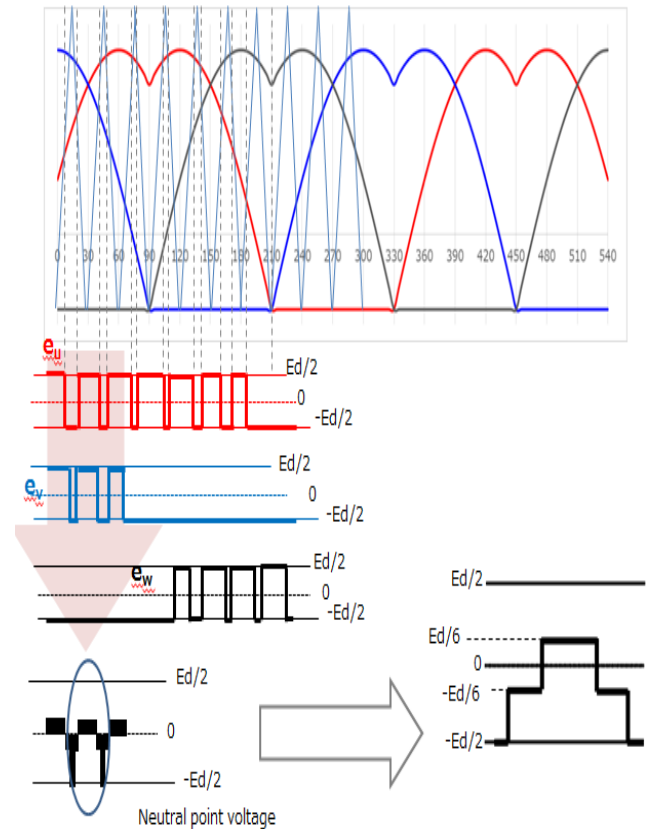 0 30 60 90 120 150 180 210 240 270 300 330 360 390 420 450 480 510 540
eu
Ed/2
0
-Ed/2
ev
Ed/2
0
-Ed/2
ew
Ed/2
0
-Ed/2
Ed/2
0
-Ed/2
Neutral point voltage
Ed/2
Ed/6
0
-Ed/6
-Ed/2